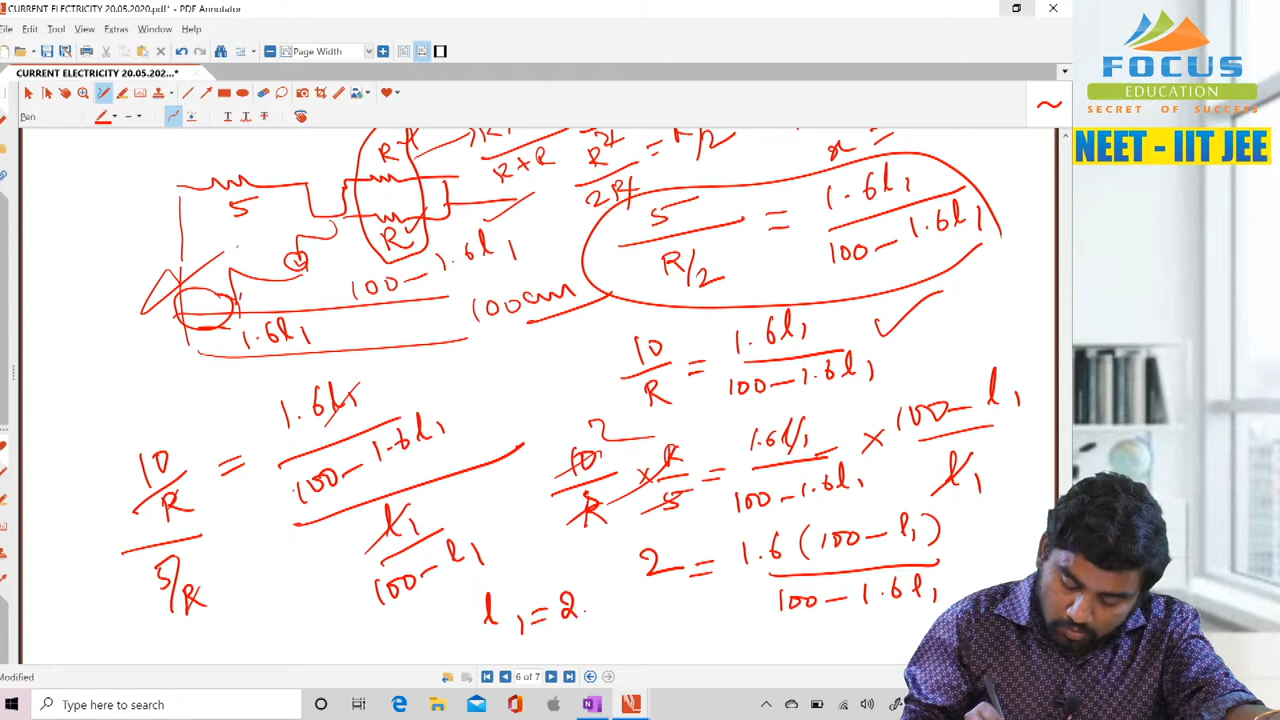 CURRENT ELECTRICITY 20.05.2020.pdf* - PDF Annotator
File Edit Tool View Extras Window Help
Page Width
CURRENT ELECTRICITY 20.05.202...*
Pen
FOCUS
EDUCATION
SECRET OF SUCCESS
NEET - IIT JEE
R
R+R
R²/2R = R/2
5
R
100-1.6l₁
1.6l₁
100cm
5/(R/2) = 1.6l₁/(100-1.6l₁)
10/R = 1.6l₁/(100-1.6l₁)
(10/R)/(5/R) = (1.6l₁/(100-1.6l₁))/(l₁/(100-l₁))
2
10/R × R/5 = 1.6l₁/(100-1.6l₁) × (100-l₁)/l₁
2 = 1.6(100-l₁)/(100-1.6l₁)
l₁ = 2.
Modified
6 of 7
Type here to search